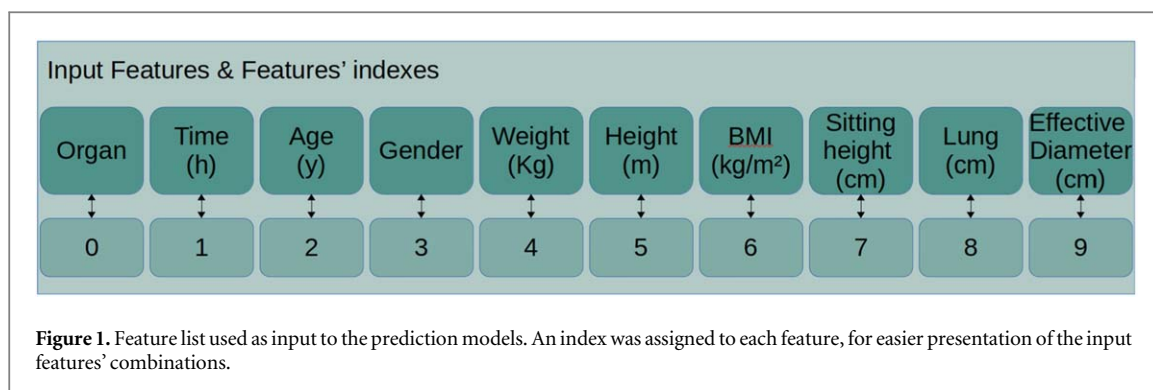 Input Features & Features' indexes
Organ
Time
(h)
Age
(y)
Gender
Weight
(Kg)
Height
(m)
BMI
(kg/m²)
Sitting
height
(cm)
Lung
(cm)
Effective
Diameter
(cm)
0
1
2
3
4
5
6
7
8
9
Figure 1. Feature list used as input to the prediction models. An index was assigned to each feature, for easier presentation of the input
features' combinations.